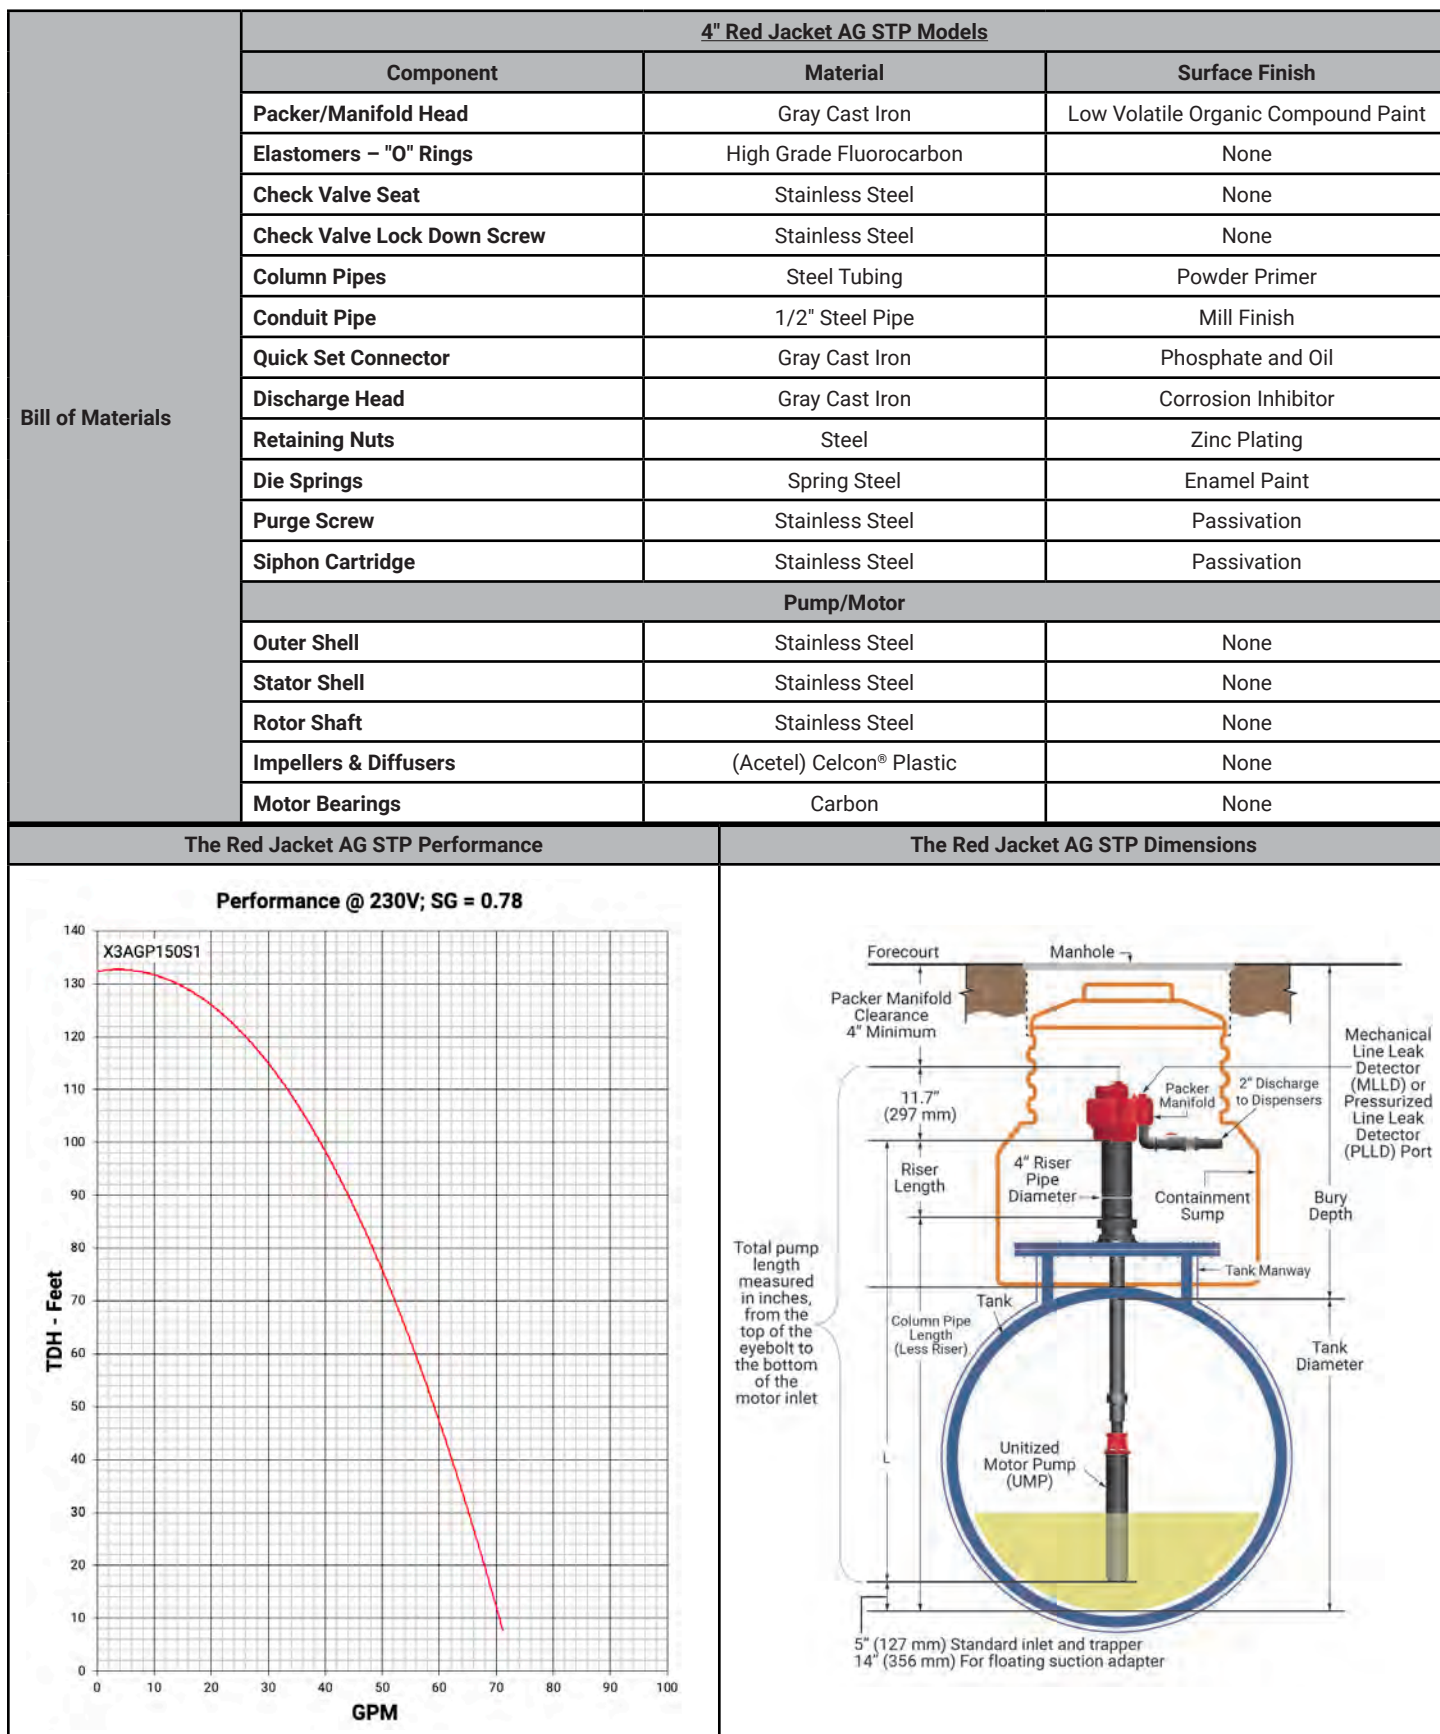 4" Red Jacket AG STP Models
Component Material Surface Finish
Packer/Manifold Head Gray Cast Iron Low Volatile Organic Compound Paint
Elastomers – "O" Rings High Grade Fluorocarbon None
Check Valve Seat Stainless Steel None
Check Valve Lock Down Screw Stainless Steel None
Column Pipes Steel Tubing Powder Primer
Conduit Pipe 1/2" Steel Pipe Mill Finish
Quick Set Connector Gray Cast Iron Phosphate and Oil
Discharge Head Gray Cast Iron Corrosion Inhibitor
Bill of Materials
Retaining Nuts Steel Zinc Plating
Die Springs Spring Steel Enamel Paint
Purge Screw Stainless Steel Passivation
Siphon Cartridge Stainless Steel Passivation
Pump/Motor
Outer Shell Stainless Steel None
Stator Shell Stainless Steel None
Rotor Shaft Stainless Steel None
Impellers & Diffusers (Acetel) Celcon® Plastic None
Motor Bearings Carbon None
The Red Jacket AG STP Performance
Performance @ 230V; SG = 0.78
X3AGP150S1
140
130
120
110
100
90
80
70
60
50
40
30
20
10
0
TDH - Feet
0 10 20 30 40 50 60 70 80 90 100
GPM
The Red Jacket AG STP Dimensions
Forecourt
Manhole
Packer Manifold
Clearance
4" Minimum
11.7"
(297 mm)
Packer
Manifold
2" Discharge
to Dispensers
Mechanical
Line Leak
Detector
(MLLD) or
Pressurized
Line Leak
Detector
(PLLD) Port
Riser
Length
4" Riser
Pipe
Diameter
Containment
Sump
Bury
Depth
Total pump
length
measured
in inches,
from the
top of the
eyebolt to
the bottom
of the
motor inlet
Tank Manway
Tank
Column Pipe
Length
(Less Riser)
Tank
Diameter
L
Unitized
Motor Pump
(UMP)
5" (127 mm) Standard inlet and trapper
14" (356 mm) For floating suction adapter